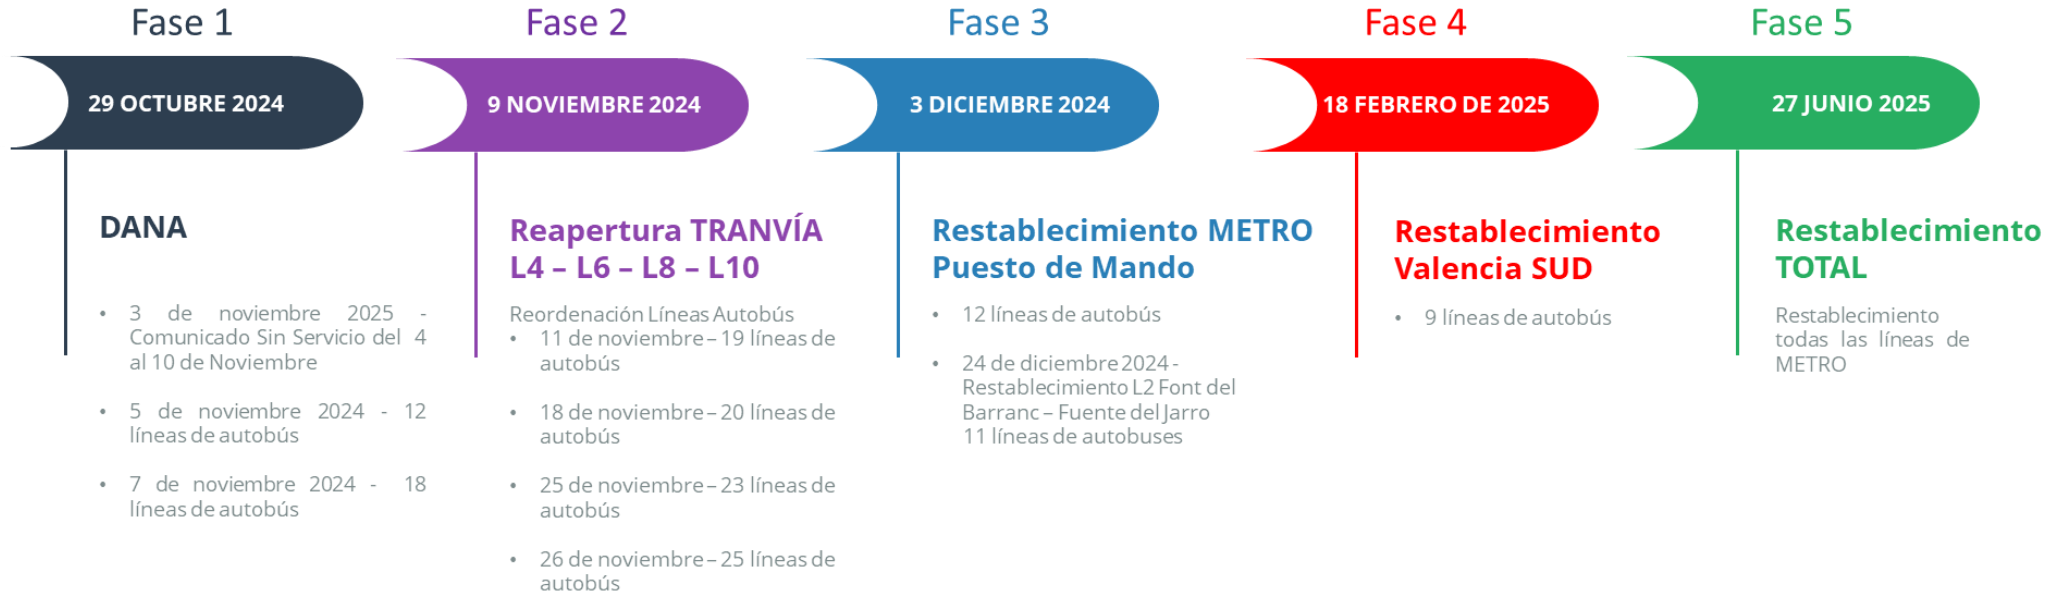 Fase 1
29 OCTUBRE 2024
DANA
• 3 de noviembre 2025 -
Comunicado Sin Servicio del 4
al 10 de Noviembre
• 5 de noviembre 2024 - 12
líneas de autobús
• 7 de noviembre 2024 - 18
líneas de autobús
Fase 2
9 NOVIEMBRE 2024
Reapertura TRANVÍA
L4 – L6 – L8 – L10
Reordenación Líneas Autobús
• 11 de noviembre – 19 líneas de
autobús
• 18 de noviembre – 20 líneas de
autobús
• 25 de noviembre – 23 líneas de
autobús
• 26 de noviembre – 25 líneas de
autobús
Fase 3
3 DICIEMBRE 2024
Restablecimiento METRO
Puesto de Mando
• 12 líneas de autobús
• 24 de diciembre 2024 -
Restablecimiento L2 Font del
Barranc – Fuente del Jarro
11 líneas de autobuses
Fase 4
18 FEBRERO DE 2025
Restablecimiento
Valencia SUD
• 9 líneas de autobús
Fase 5
27 JUNIO 2025
Restablecimiento
TOTAL
Restablecimiento
todas las líneas de
METRO